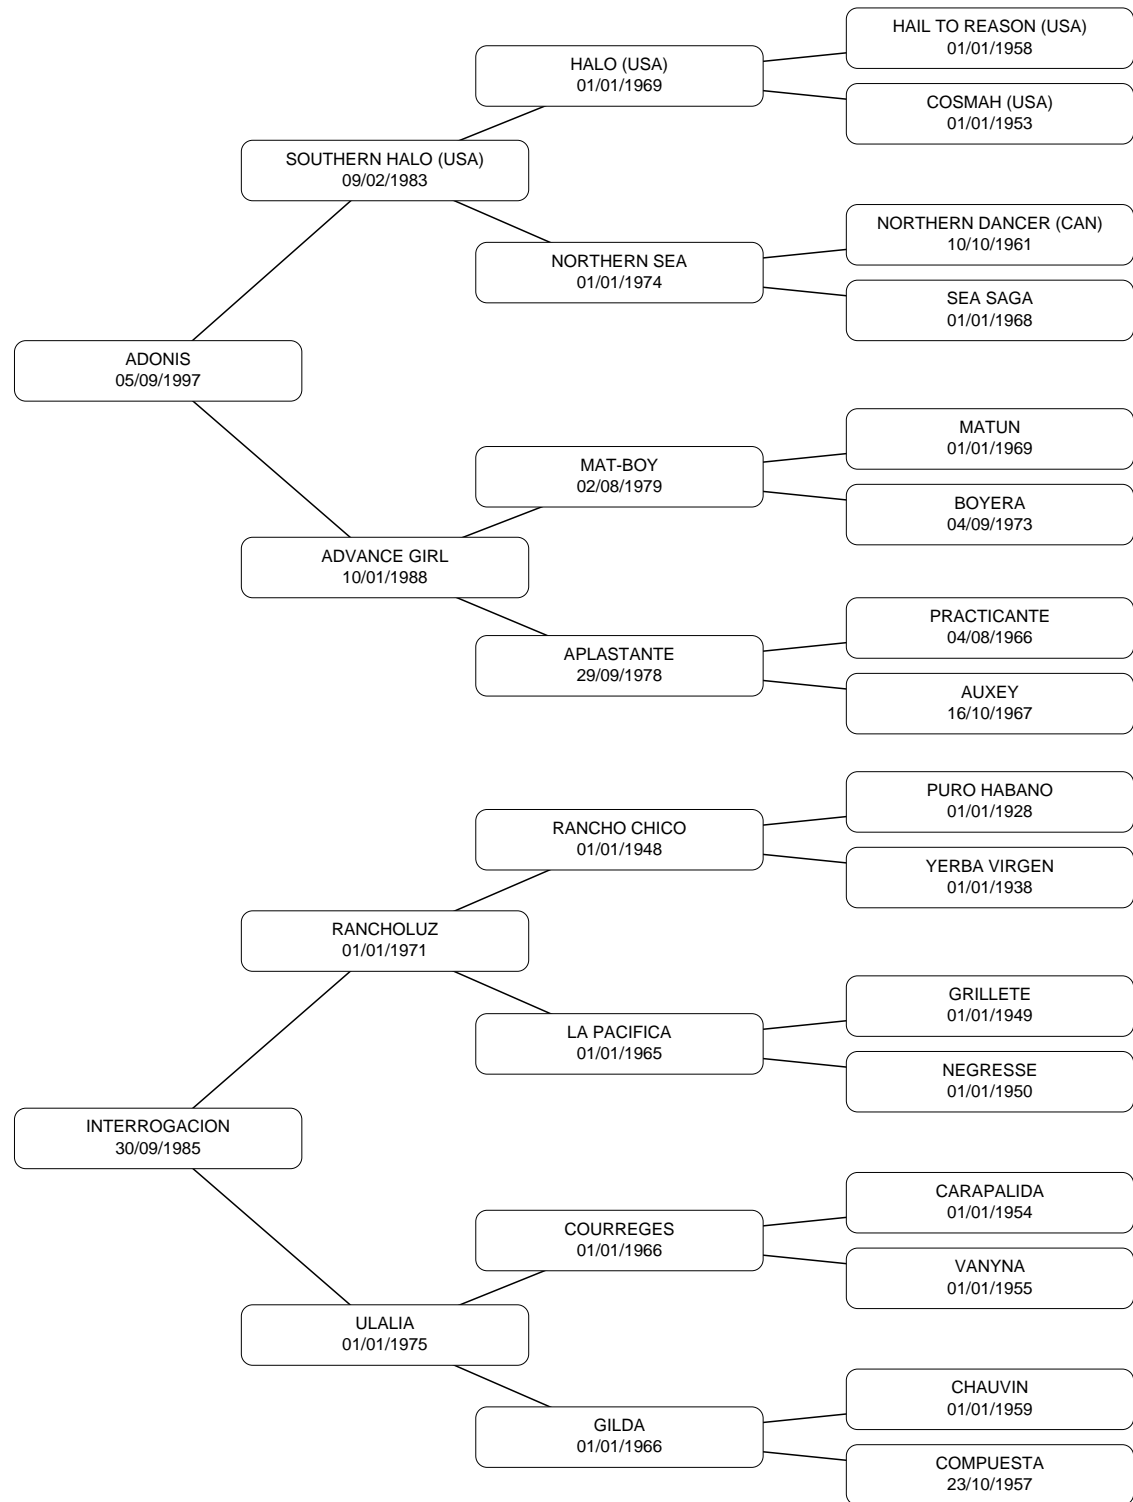 HAIL TO REASON (USA)
01/01/1958
HALO (USA)
01/01/1969
COSMAH (USA)
01/01/1953
SOUTHERN HALO (USA)
09/02/1983
NORTHERN DANCER (CAN)
10/10/1961
NORTHERN SEA
01/01/1974
SEA SAGA
01/01/1968
ADONIS
05/09/1997
MATUN
01/01/1969
MAT-BOY
02/08/1979
BOYERA
04/09/1973
ADVANCE GIRL
10/01/1988
PRACTICANTE
04/08/1966
APLASTANTE
29/09/1978
AUXEY
16/10/1967
PURO HABANO
01/01/1928
RANCHO CHICO
01/01/1948
YERBA VIRGEN
01/01/1938
RANCHOLUZ
01/01/1971
GRILLETE
01/01/1949
LA PACIFICA
01/01/1965
NEGRESSE
01/01/1950
INTERROGACION
30/09/1985
CARAPALIDA
01/01/1954
COURREGES
01/01/1966
VANYNA
01/01/1955
ULALIA
01/01/1975
CHAUVIN
01/01/1959
GILDA
01/01/1966
COMPUESTA
23/10/1957